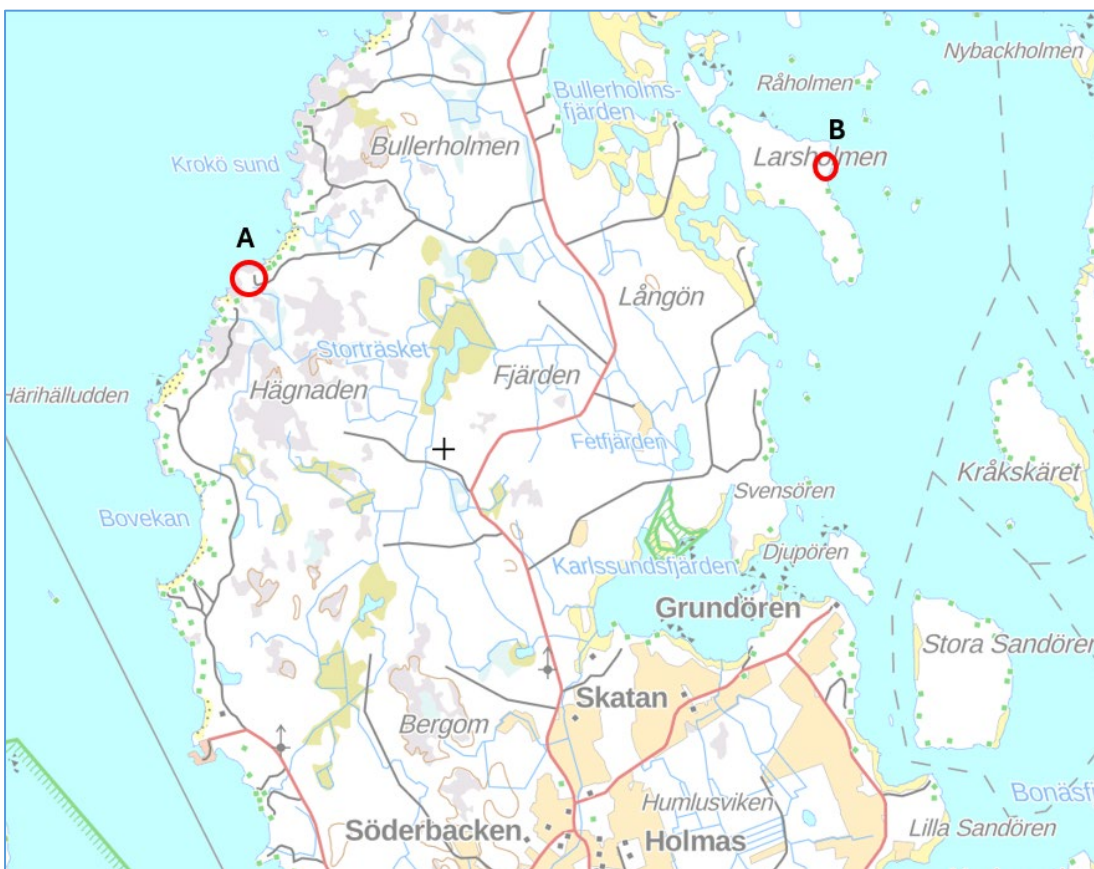 Nybackholmen
Råholmen
Bullerholms-
fjärden
B
Bullerholmen
Larsholmen
Krokö sund
A
Långön
Storträsket
Fjärden
Hägnaden
Härihälludden
Fetfjärden
Kråkskäret
Svensören
Bovekan
Djupören
Karlssundsfjärden
Grundören
Stora Sandören
Skatan
Bergom
Bonäsfj
Humlusviken
Söderbacken
Holmas
Lilla Sandören